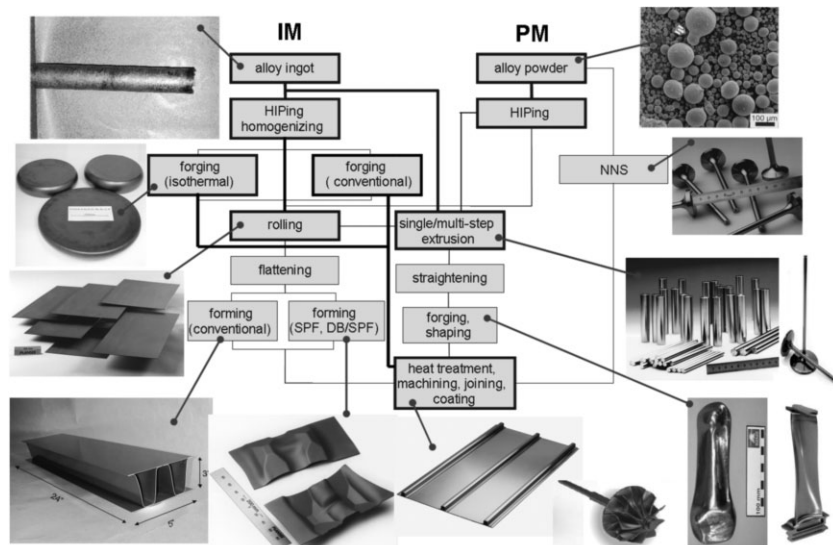 IM
PM
alloy ingot
alloy powder
HIPing
homogenizing
HIPing
100 µm
forging
(isothermal)
forging
( conventional)
NNS
rolling
single/multi-step
extrusion
flattening
straightening
forming
(conventional)
forming
(SPF, DB/SPF)
forging,
shaping
heat treatment,
machining, joining,
coating
24"
5'
3'
100 mm